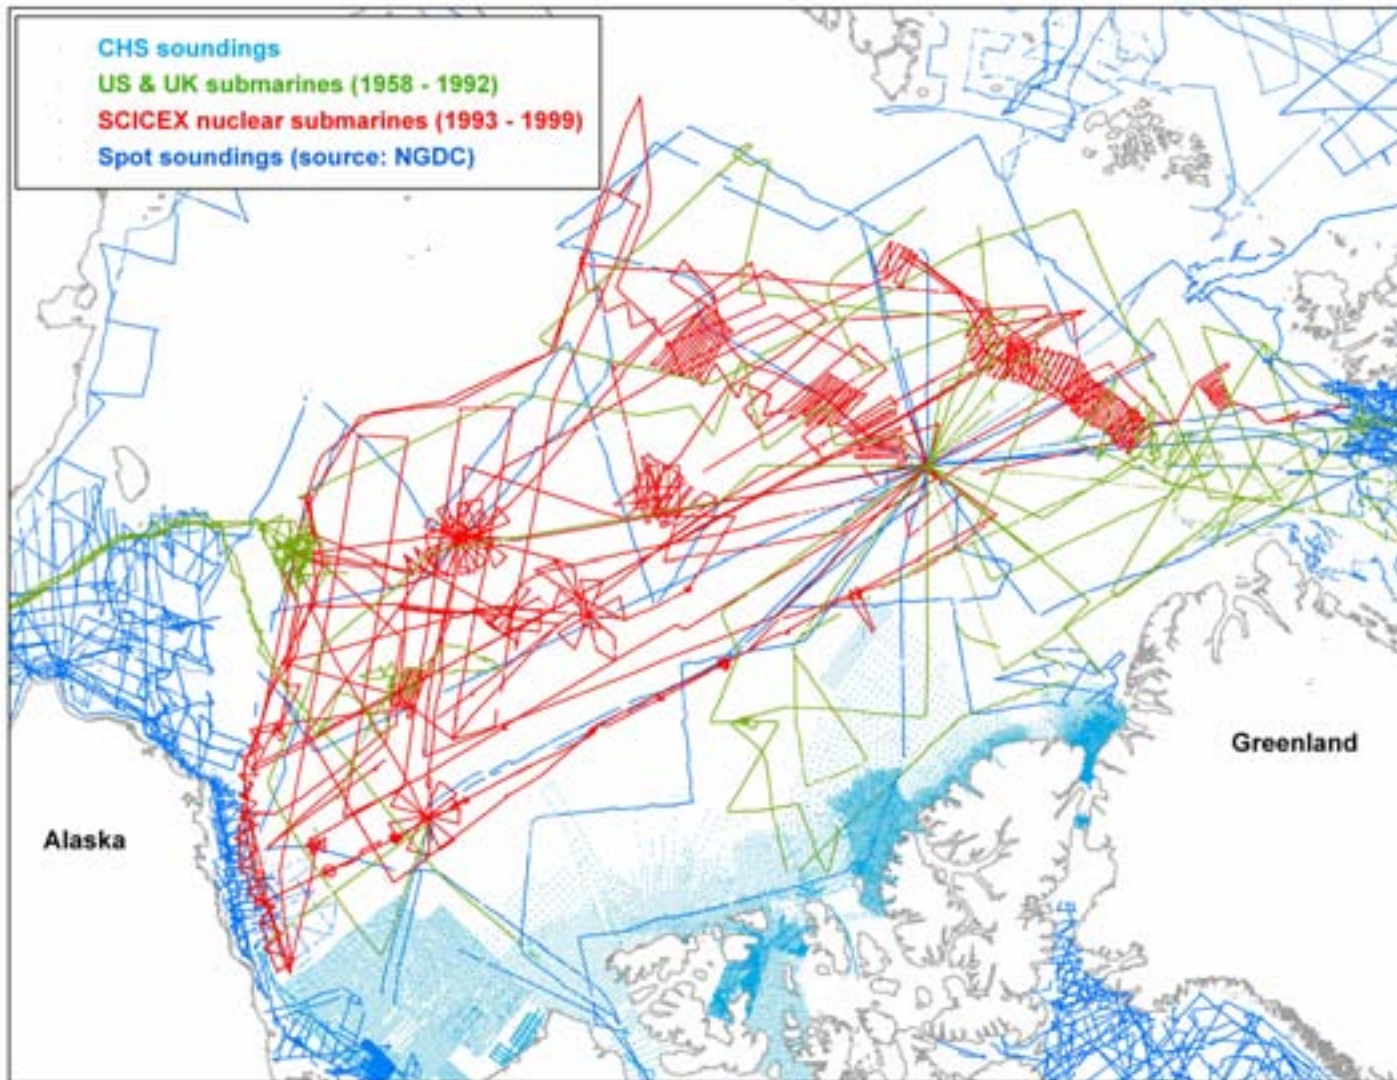 CHS soundings
US & UK submarines (1958 - 1992)
SCICEX nuclear submarines (1993 - 1999)
Spot soundings (source: NGDC)
Greenland
Alaska